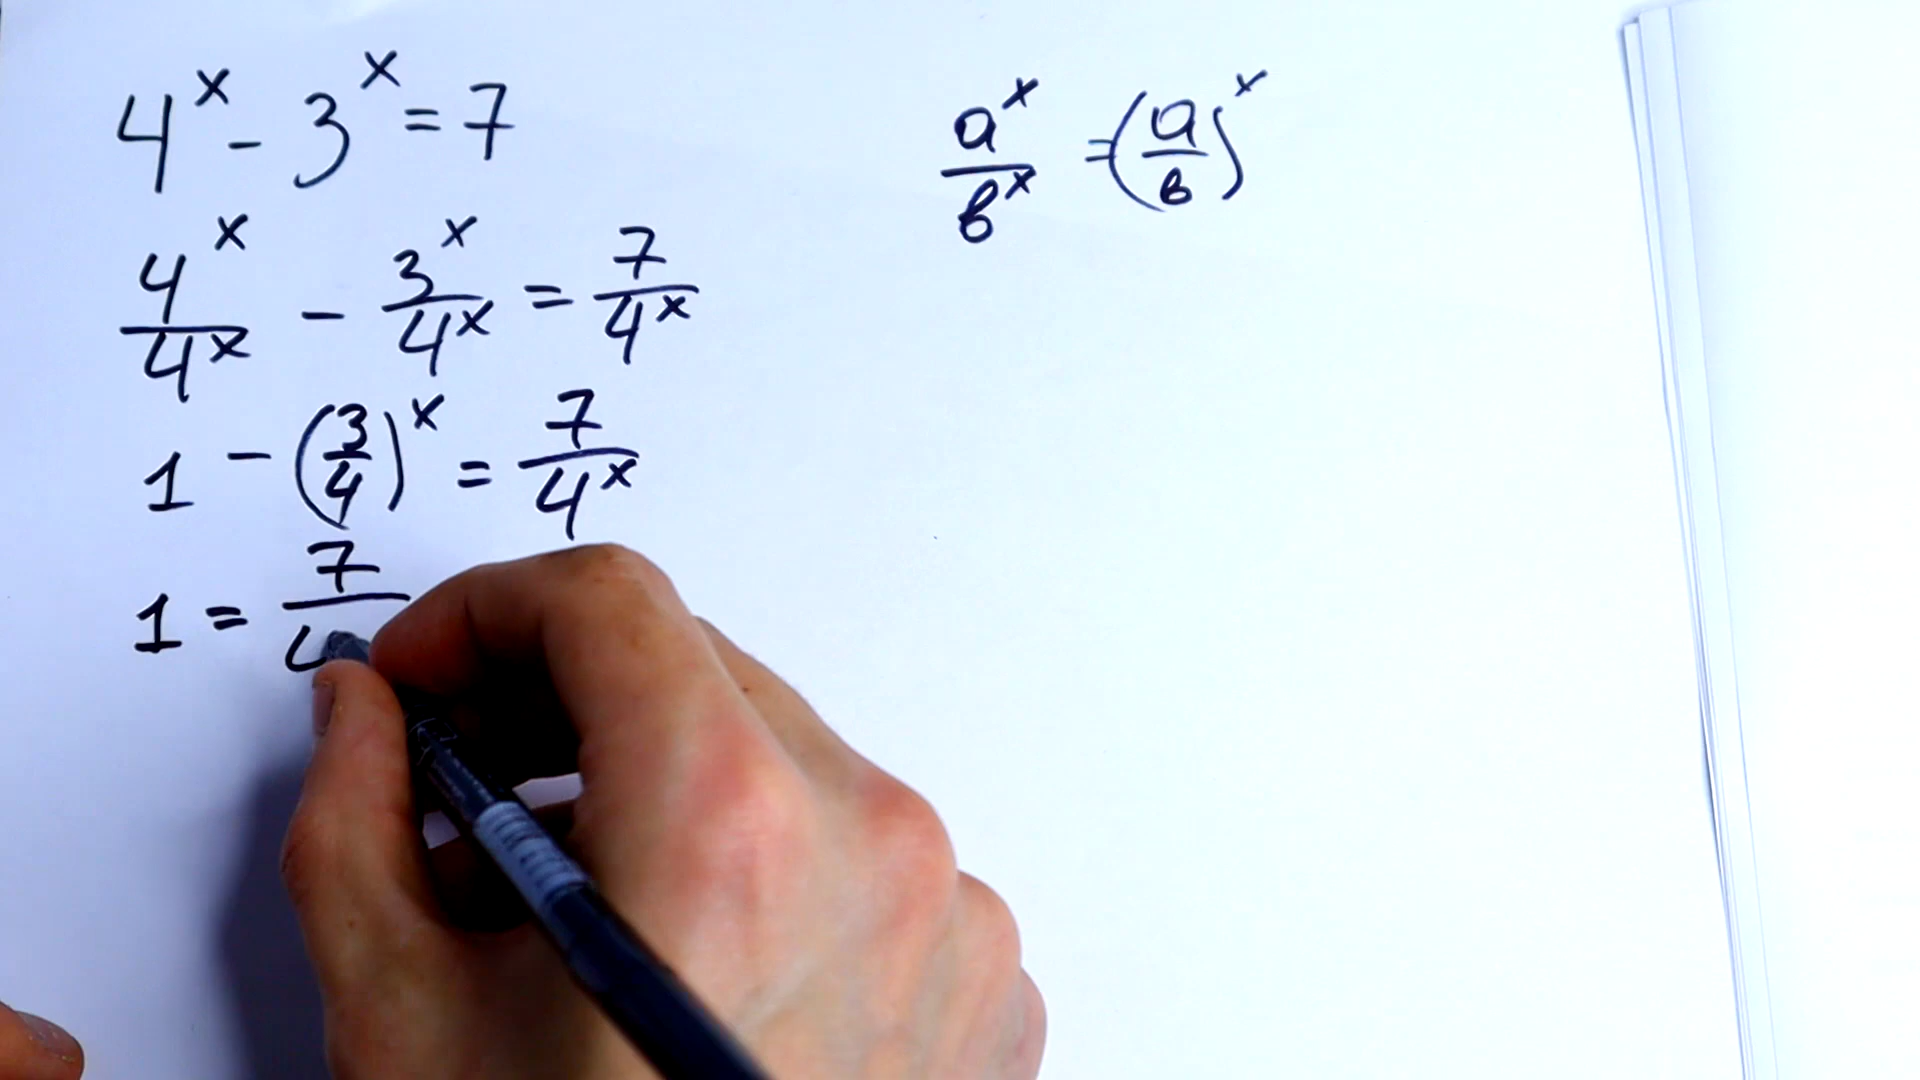 4^x - 3^x = 7
a^x/b^x = (a/b)^x
4^x/4^x - 3^x/4^x = 7/4^x
1 - (3/4)^x = 7/4^x
1 = 7/